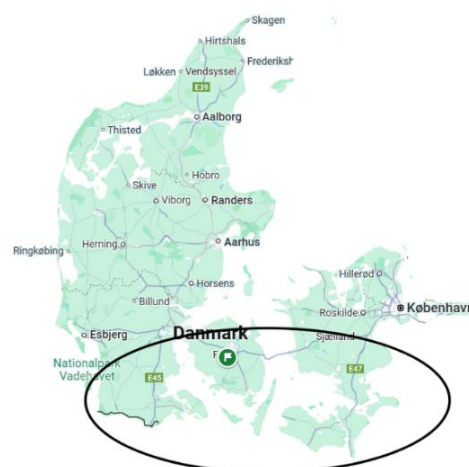 Skagen
Hirtshals
Frederiksh
Løkken
Vendsyssel
E39
Aalborg
Thisted
Hobro
Skive
Viborg
Randers
Ringkøbing
Herning
Aarhus
Hillerød
Horsens
Billund
Roskilde
København
Esbjerg
Danmark
Sjælland
F
Nationalpark
Vadehavet
E45
E47